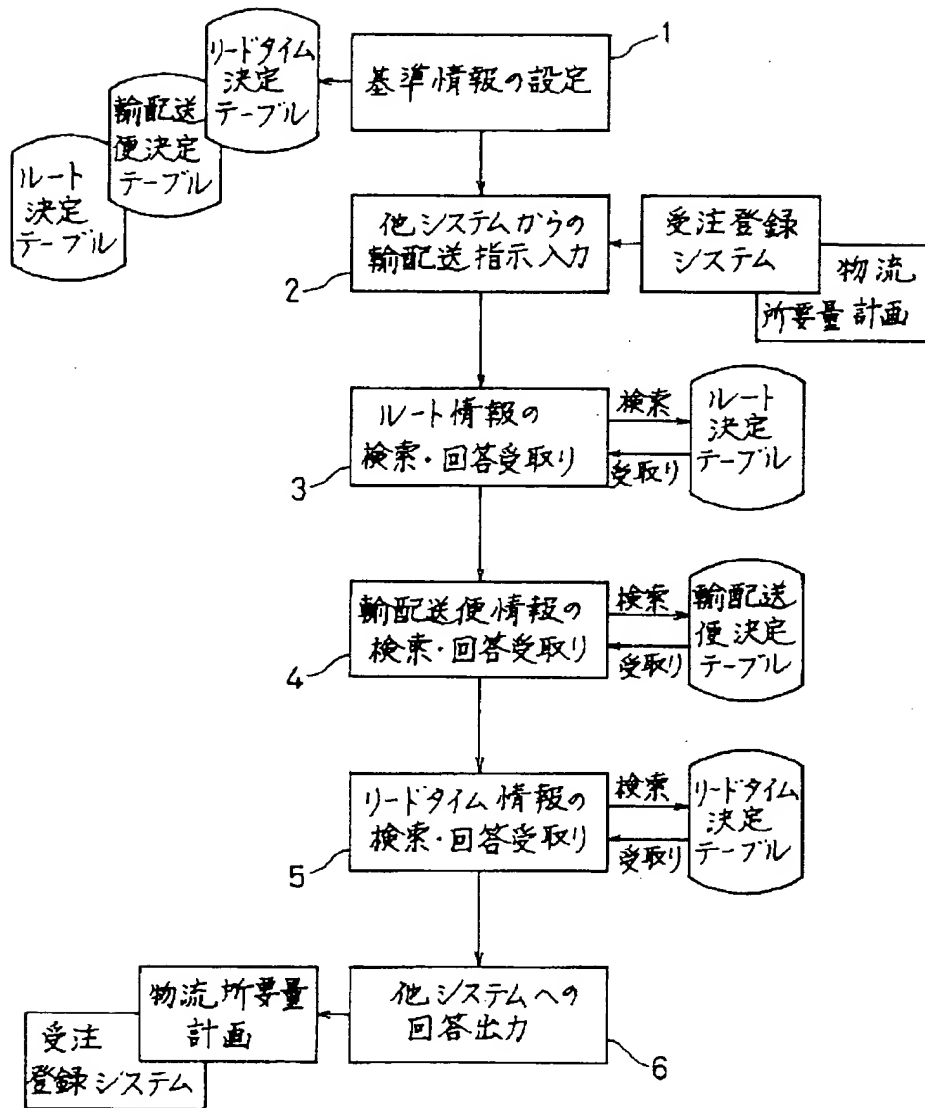 1
リードタイム
決定
テーブル
基準情報の設定
輸配送
便決定
テーブル
ルート
決定
テーブル
他システムからの
輸配送指示入力
2
受注登録
システム
物流
所要量計画
ルート情報の
検索・回答受取り
3
検索
受取り
ルート
決定
テーブル
輸配送便情報の
検索・回答受取り
4
検索
受取り
輸配送
便決定
テーブル
リードタイム情報の
検索・回答受取り
5
検索
受取り
リードタイム
決定
テーブル
他システムへの
回答出力
6
物流所要量
計画
受注
登録システム